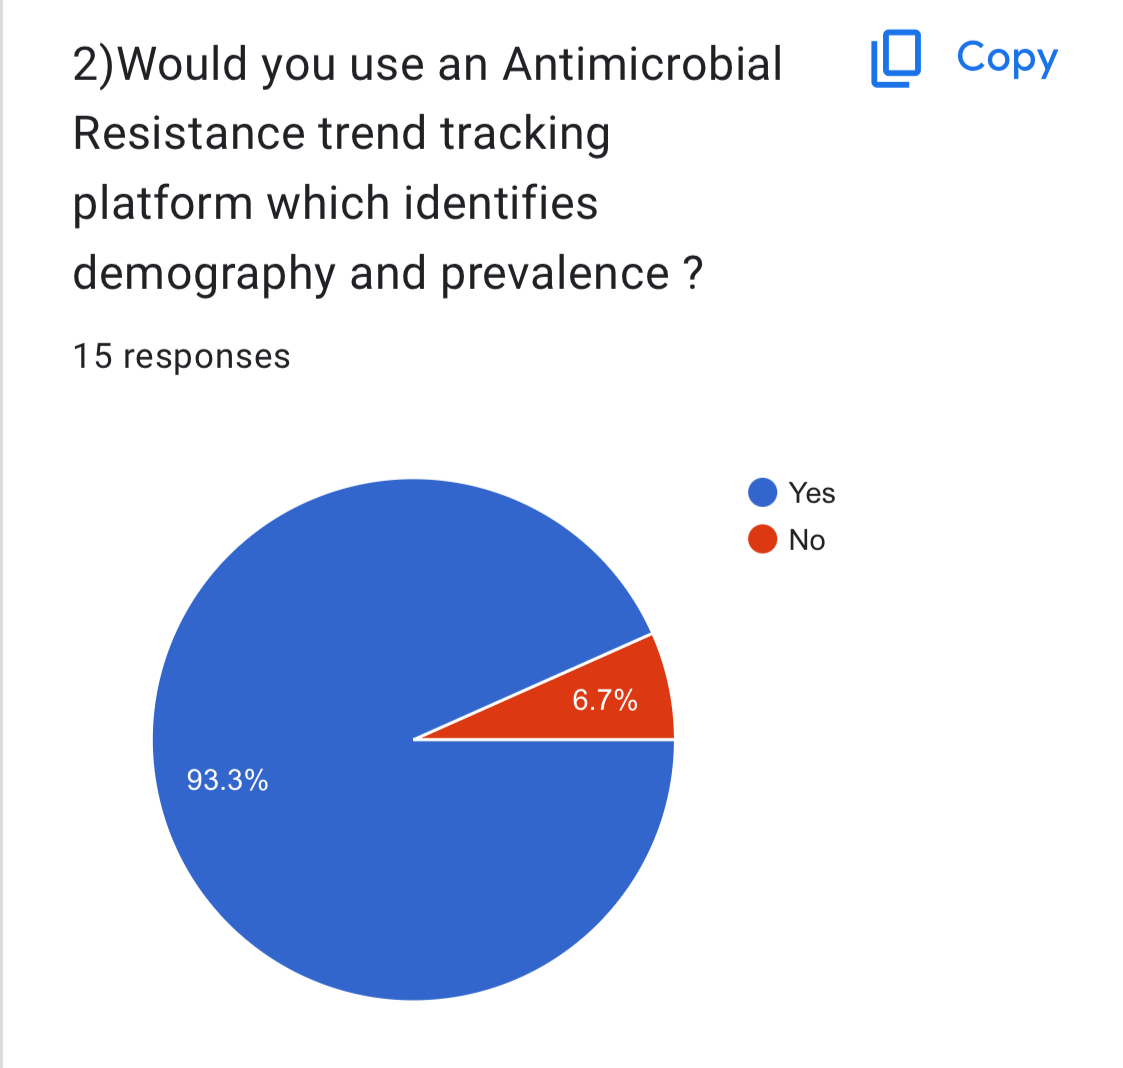 2)Would you use an Antimicrobial
Resistance trend tracking
platform which identifies
demography and prevalence ?
Copy
15 responses
Yes
No
6.7%
93.3%